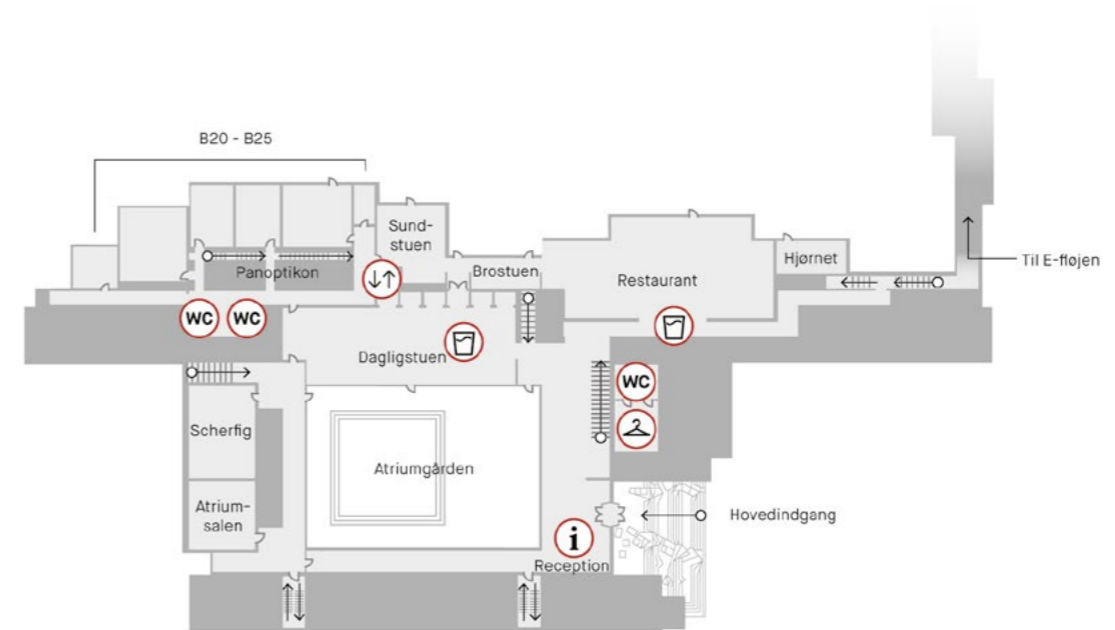 B20 - B25
Sund-
stuen
Panoptikon
Brostuen
Restaurant
Hjørnet
Til E-fløjen
WC
WC
Dagligstuen
WC
Scherfig
Atriumgården
Atrium-
salen
Hovedindgang
i
Reception